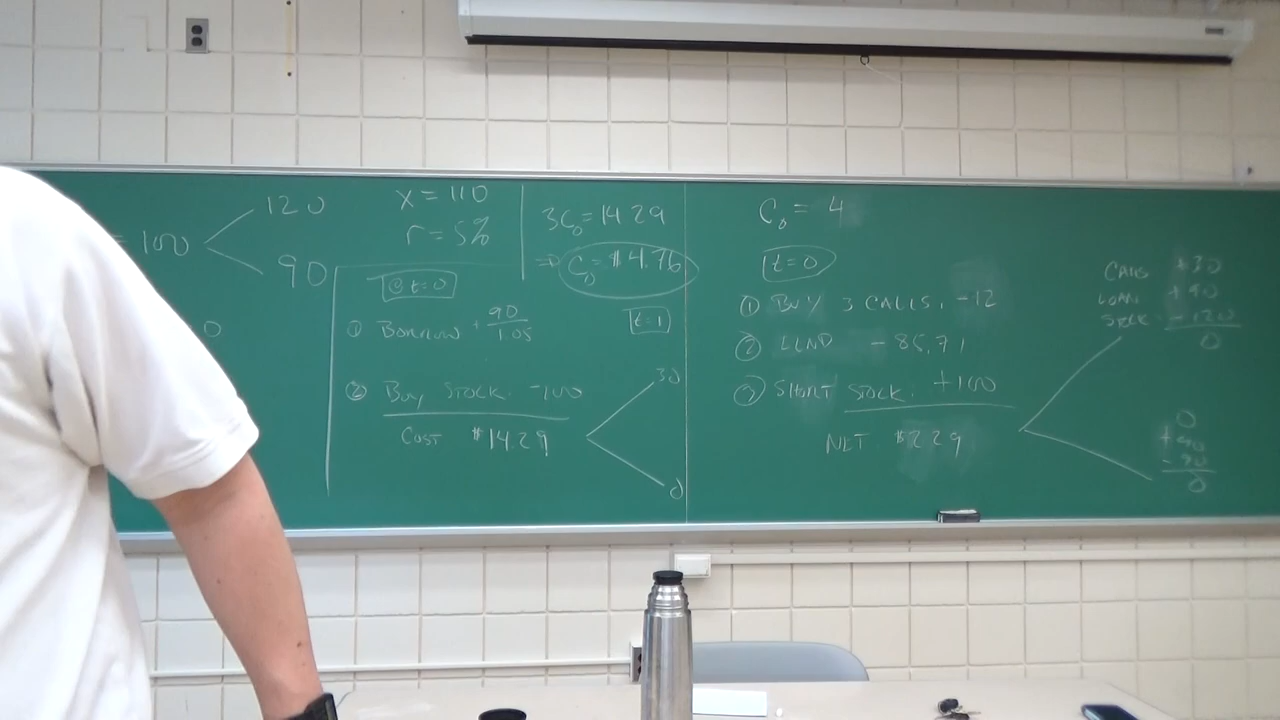 = 100
120
90
0
x = 110
r = 5%
@ t=0
① Borrow + 90/1.05
② Buy Stock. -100
Cost $14.29
3C₀ = 14.29
⇒ C₀ = $4.76
t=1
30
0
C₀ = 4
t=0
① Buy 3 CALLS. -12
② LEND -85.71
③ SHORT STOCK. +100
NET $2.29
CALLS +30
LOAN +90
STCK - 120
0
0
+90
-90
0